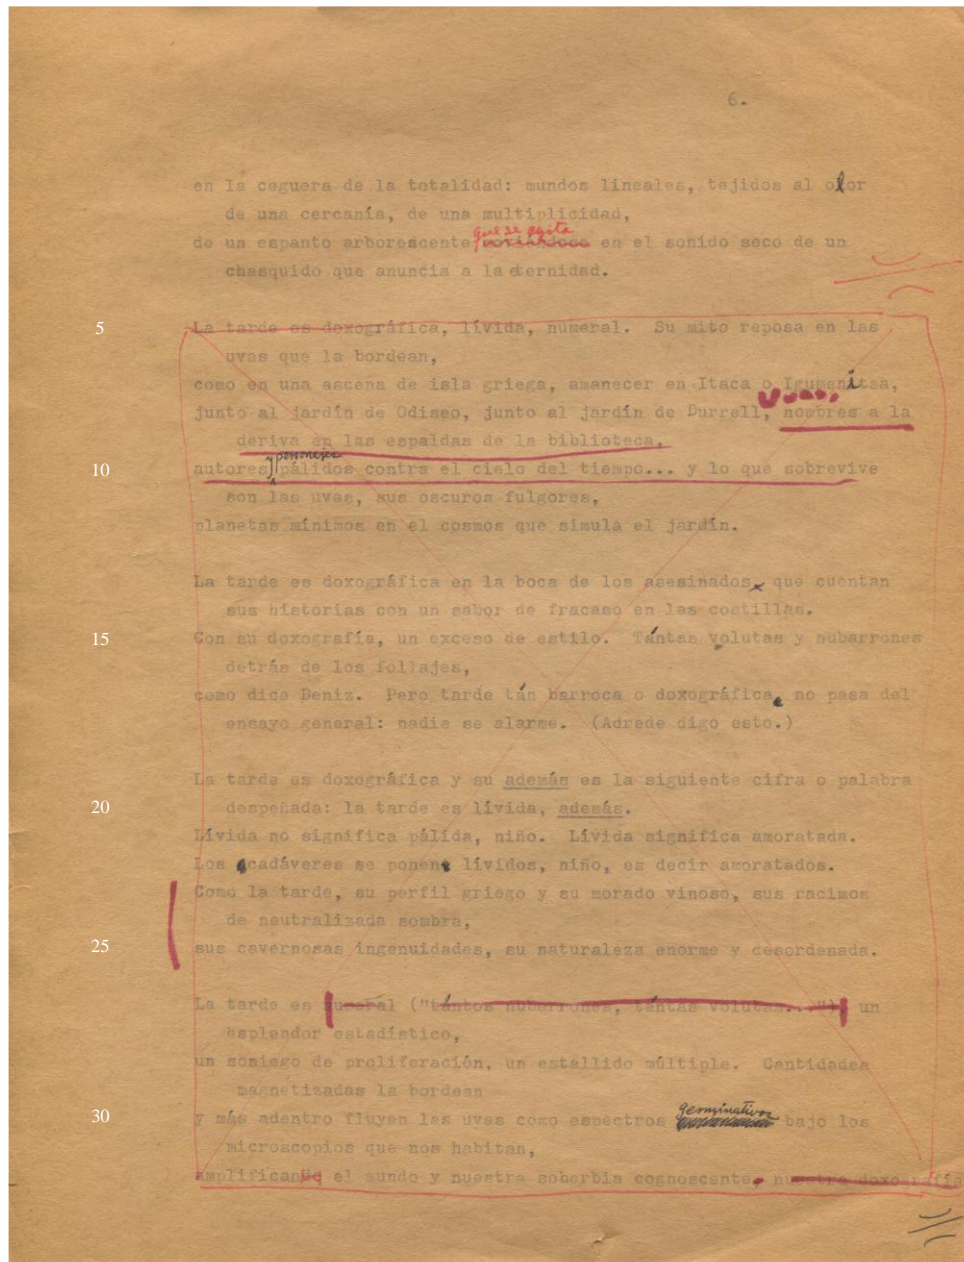 6.
en la ceguera de la totalidad: mundos lineales, tejidos al olor
de una cercanía, de una multiplicidad,
que se agita
de un espanto arborescente en el sonido seco de un
chasquido que anuncia a la eternidad.
5 La tarde es doxográfica, lívida, numeral. Su mito reposa en las
uvas que la bordean,
como en una escena de isla griega, amanecer en Itaca o Igumenitsa,
Uvas,
junto al jardín de Odiseo, junto al jardín de Durrell, nombres a la
deriva en las espaldas de la biblioteca,
y personajes
10 autores pálidos contra el cielo del tiempo... y lo que sobrevive
son las uvas, sus oscuros fulgores,
planetas mínimos en el cosmos que simula el jardín.
La tarde es doxográfica en la boca de los asesinados que cuentan
sus historias con un sabor de fracaso en las costillas.
15 Con su doxografía, un exceso de estilo. Tántas volutas y nubarrones
detrás de los follajes,
como dice Deniz. Pero tarde tán barroca o doxográfica no pasa del
ensayo general: nadie se alarme. (Adrede digo esto.)
La tarde es doxográfica y su además es la siguiente cifra o palabra
20 despeñada: la tarde es lívida, además.
Lívida no significa pálida, niño. Lívida significa amoratada.
Los cadáveres se ponen lívidos, niño, es decir amoratados.
Como la tarde, su perfil griego y su morado vinoso, sus racimos
de neutralizada sombra,
25 sus cavernosas ingenuidades, su naturaleza enorme y desordenada.
La tarde es numeral ("tántos nubarrones, tántas volutas..."), un
esplendor estadístico,
un sosiego de proliferación, un estallido múltiple. Cantidades
magnetizadas la bordean
germinativos
30 y más adentro fluyen las uvas como espectros bajo los
microscopios que nos habitan,
amplificando el mundo y nuestra soberbia cognoscente, nuestra doxografía